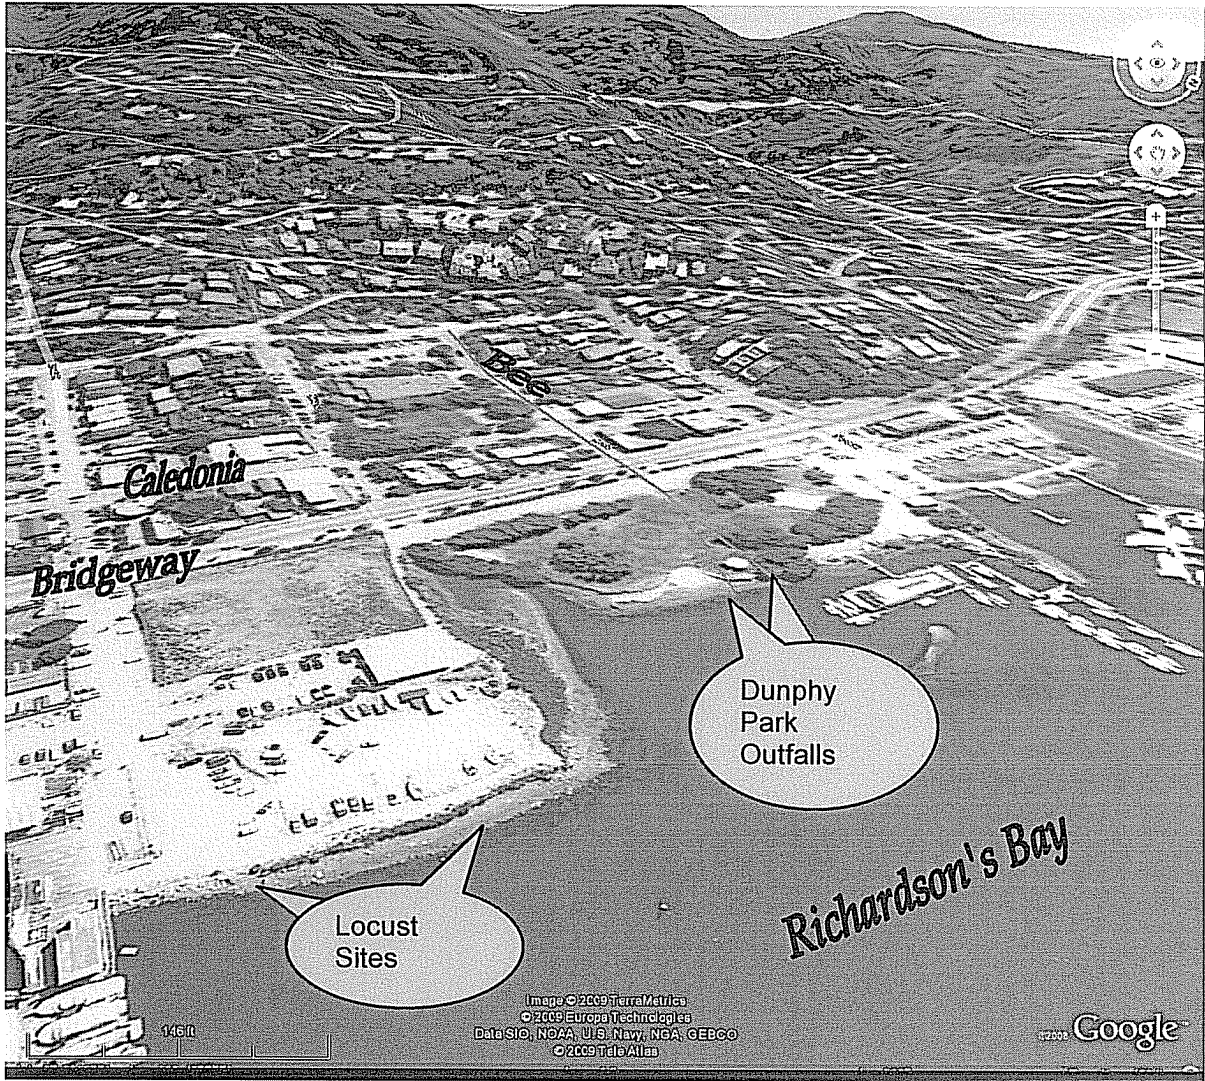 Bee
Caledonia
Bridgeway
Dunphy
Park
Outfalls
Richardson's Bay
Locust
Sites
146 ft
Image © 2009 TerraMetrics
© 2009 Europa Technologies
Data SIO, NOAA, U.S. Navy, NGA, GEBCO
© 2009 Tele Atlas
Google